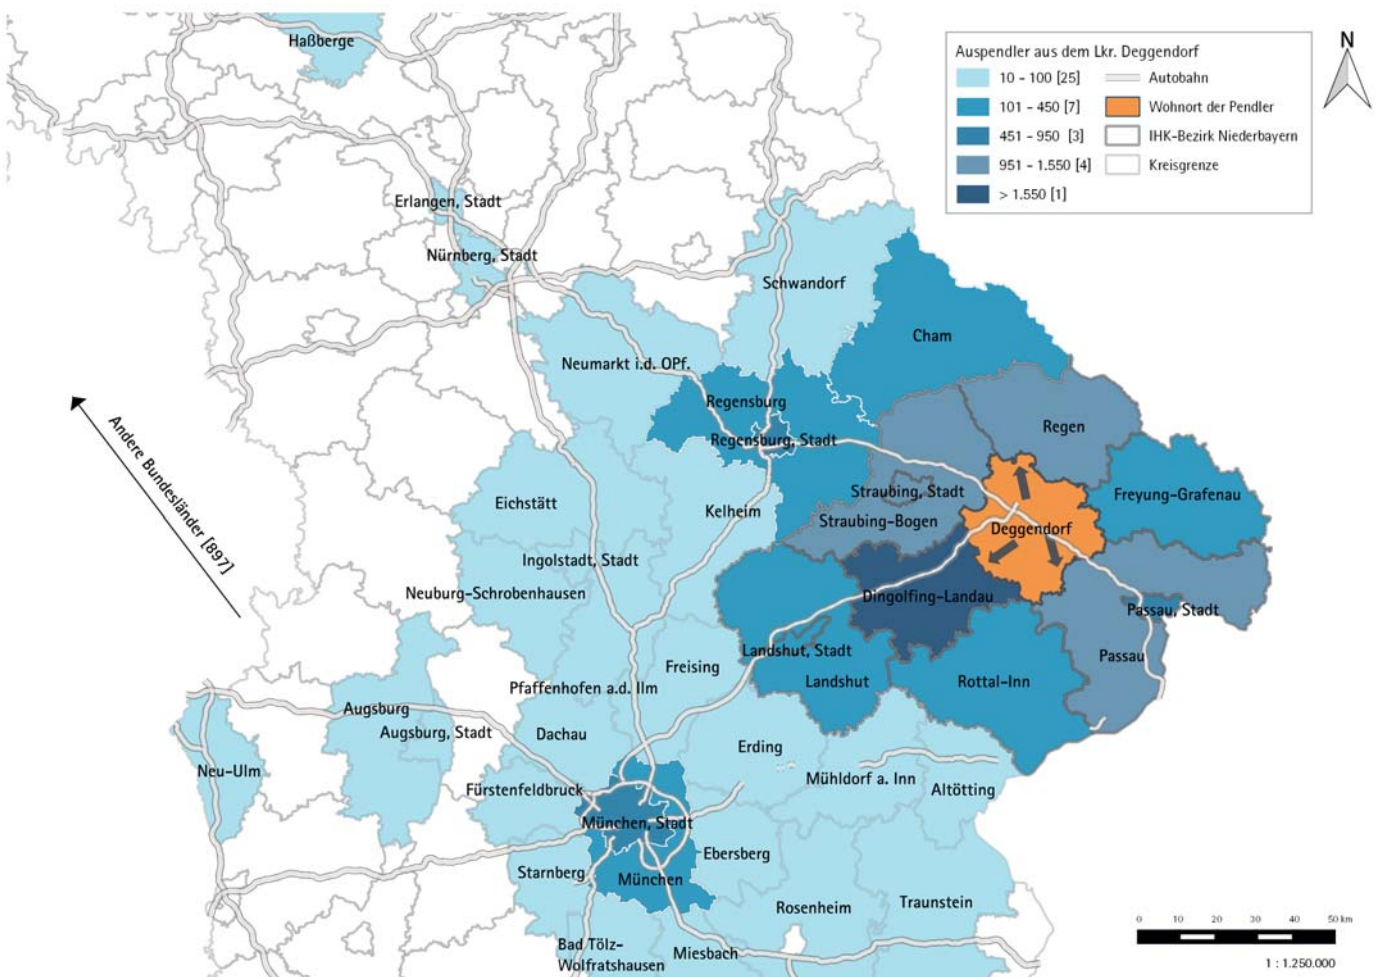 Haßberge
Auspendler aus dem Lkr. Deggendorf
10 - 100 [25]
101 - 450 [7]
451 - 950 [3]
951 - 1.550 [4]
> 1.550 [1]
Autobahn
Wohnort der Pendler
IHK-Bezirk Niederbayern
Kreisgrenze
N
Erlangen, Stadt
Nürnberg, Stadt
Schwandorf
Cham
Neumarkt i.d. OPf.
Regensburg
Regen
Regensburg, Stadt
Andere Bundesländer [897]
Eichstätt
Kelheim
Straubing, Stadt
Straubing-Bogen
Freyung-Grafenau
Deggendorf
Ingolstadt, Stadt
Neuburg-Schrobenhausen
Dingolfing-Landau
Passau, Stadt
Landshut, Stadt
Passau
Freising
Landshut
Rottal-Inn
Pfaffenhofen a.d. Ilm
Augsburg
Augsburg, Stadt
Dachau
Erding
Neu-Ulm
Mühldorf a. Inn
Altötting
Fürstenfeldbruck
München, Stadt
Ebersberg
Starnberg
München
Rosenheim
Traunstein
Bad Tölz-
Wolfratshausen
Miesbach
0 10 20 30 40 50 km
1 : 1.250.000